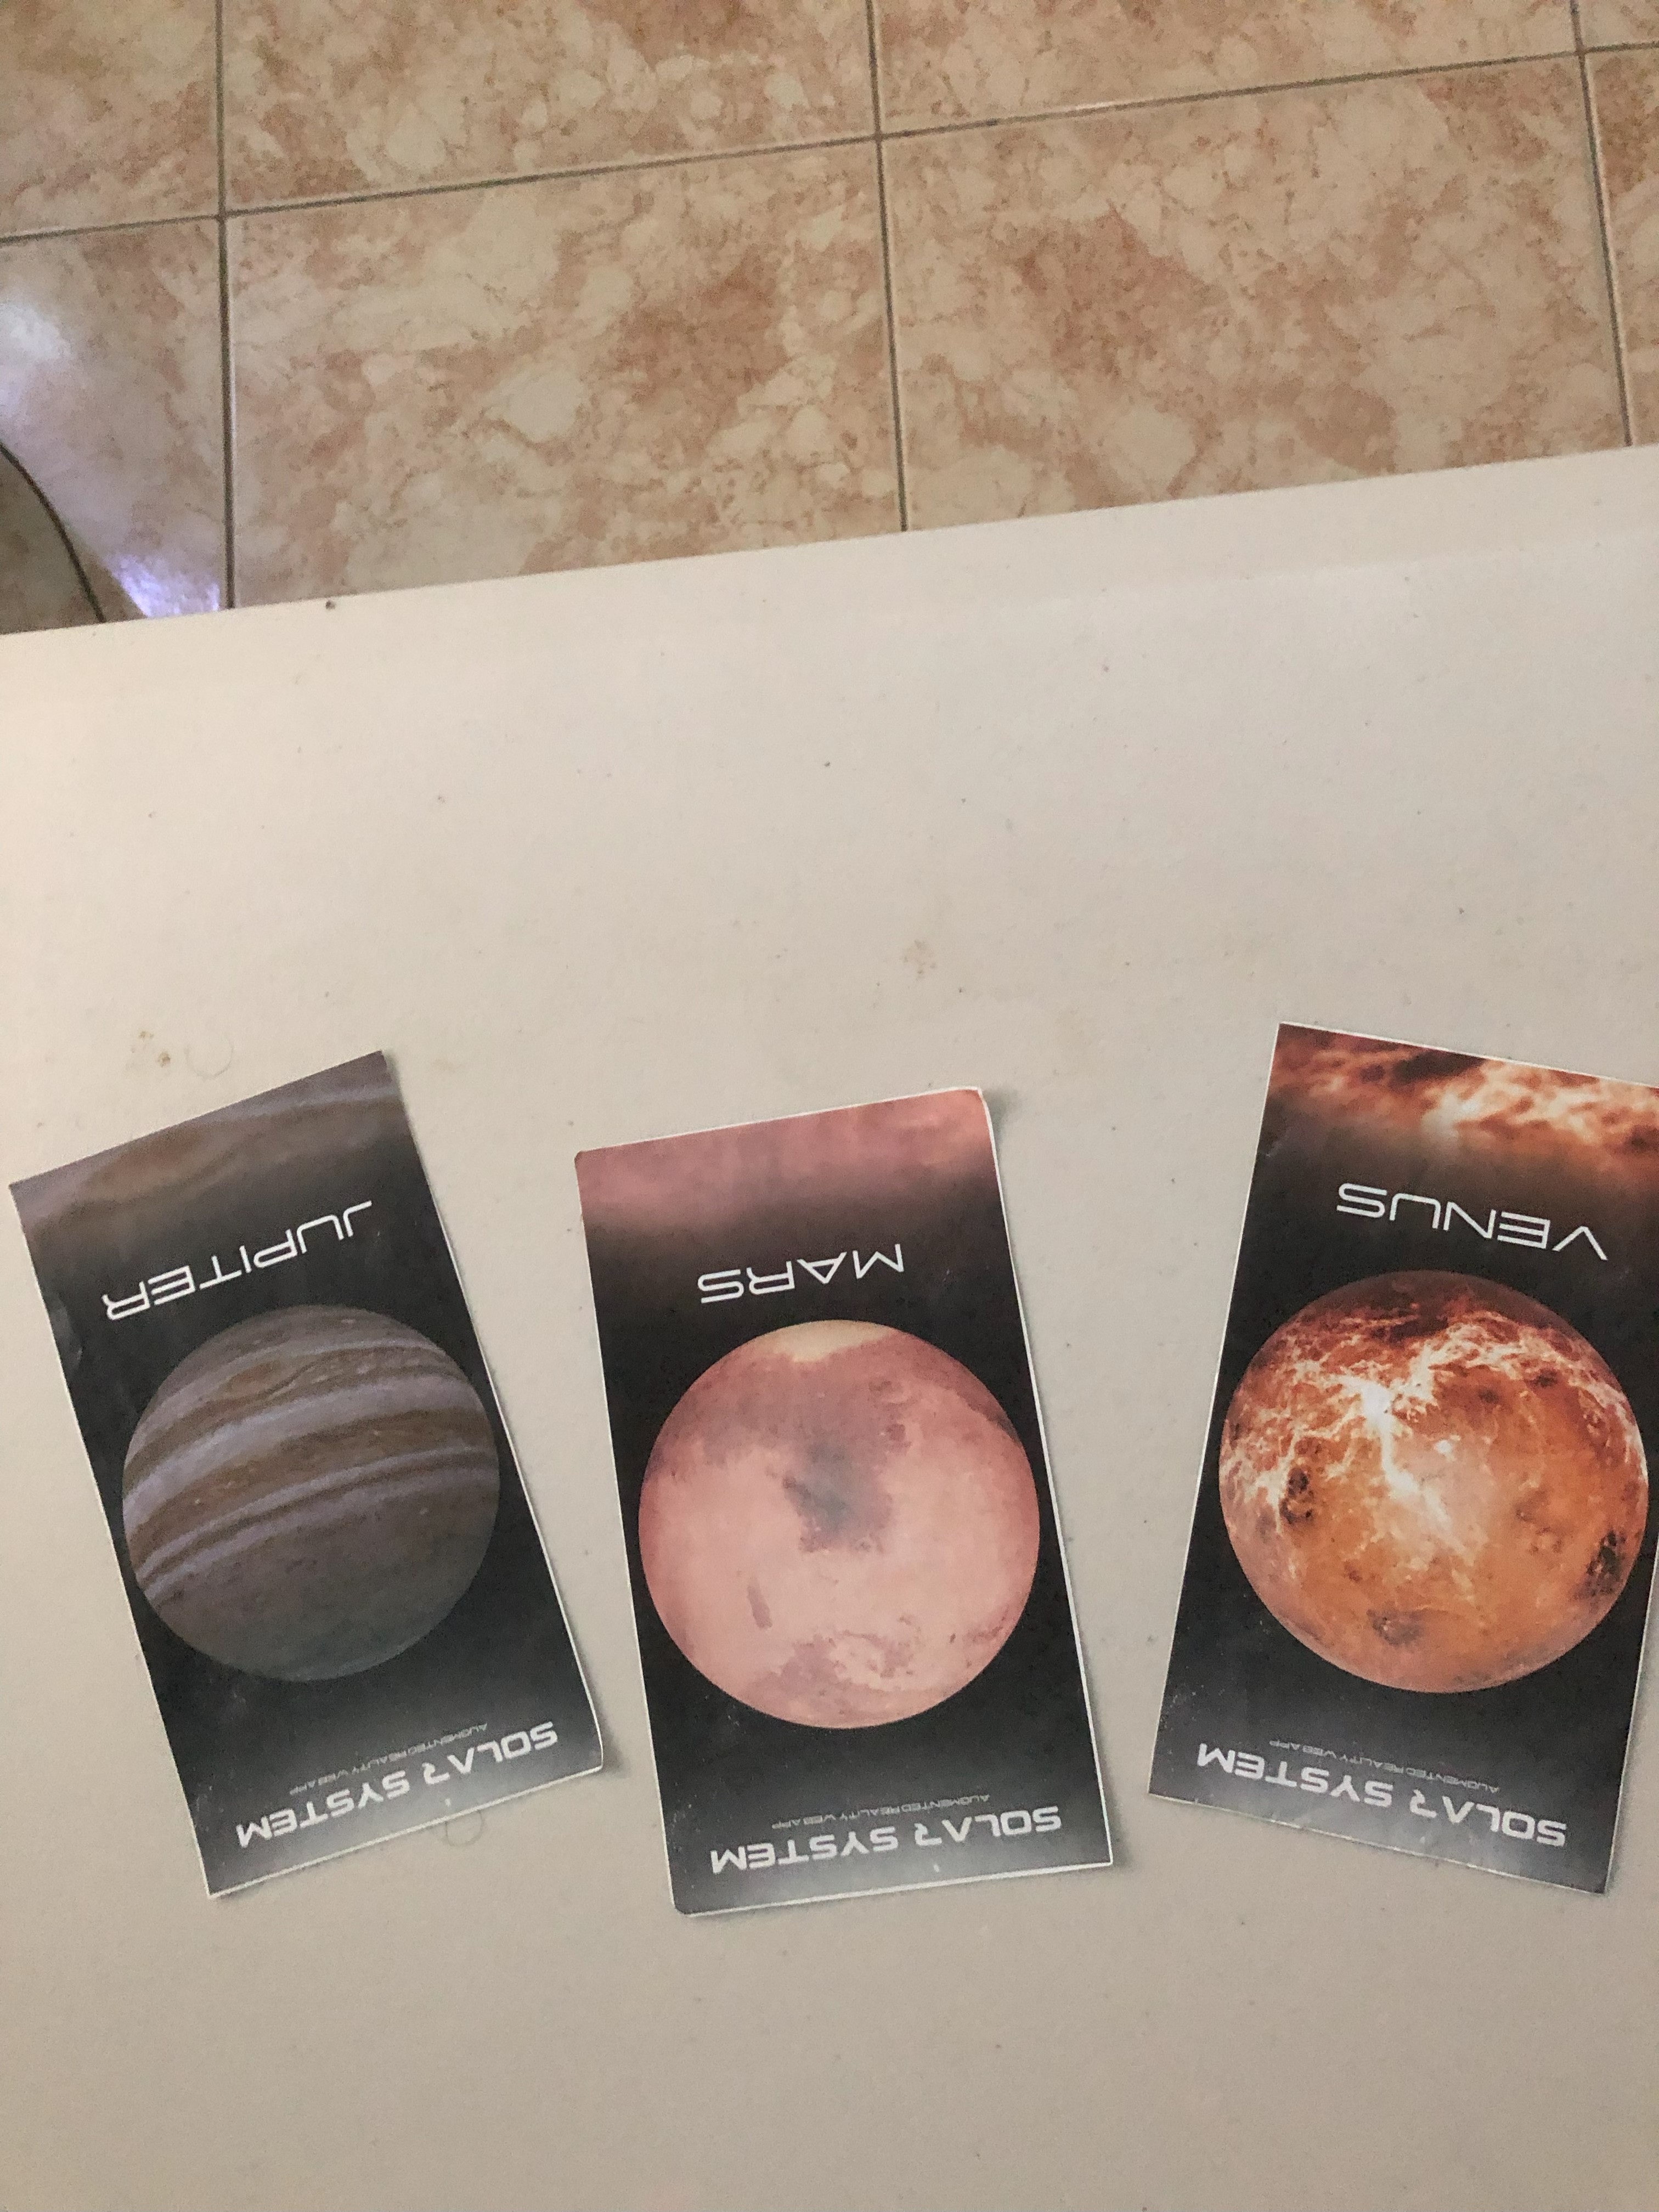 SOLAR SYSTEM
AUGMENTED REALITY WEB APP
JUPITER
SOLAR SYSTEM
AUGMENTED REALITY WEB APP
MARS
SOLAR SYSTEM
AUGMENTED REALITY WEB APP
VENUS